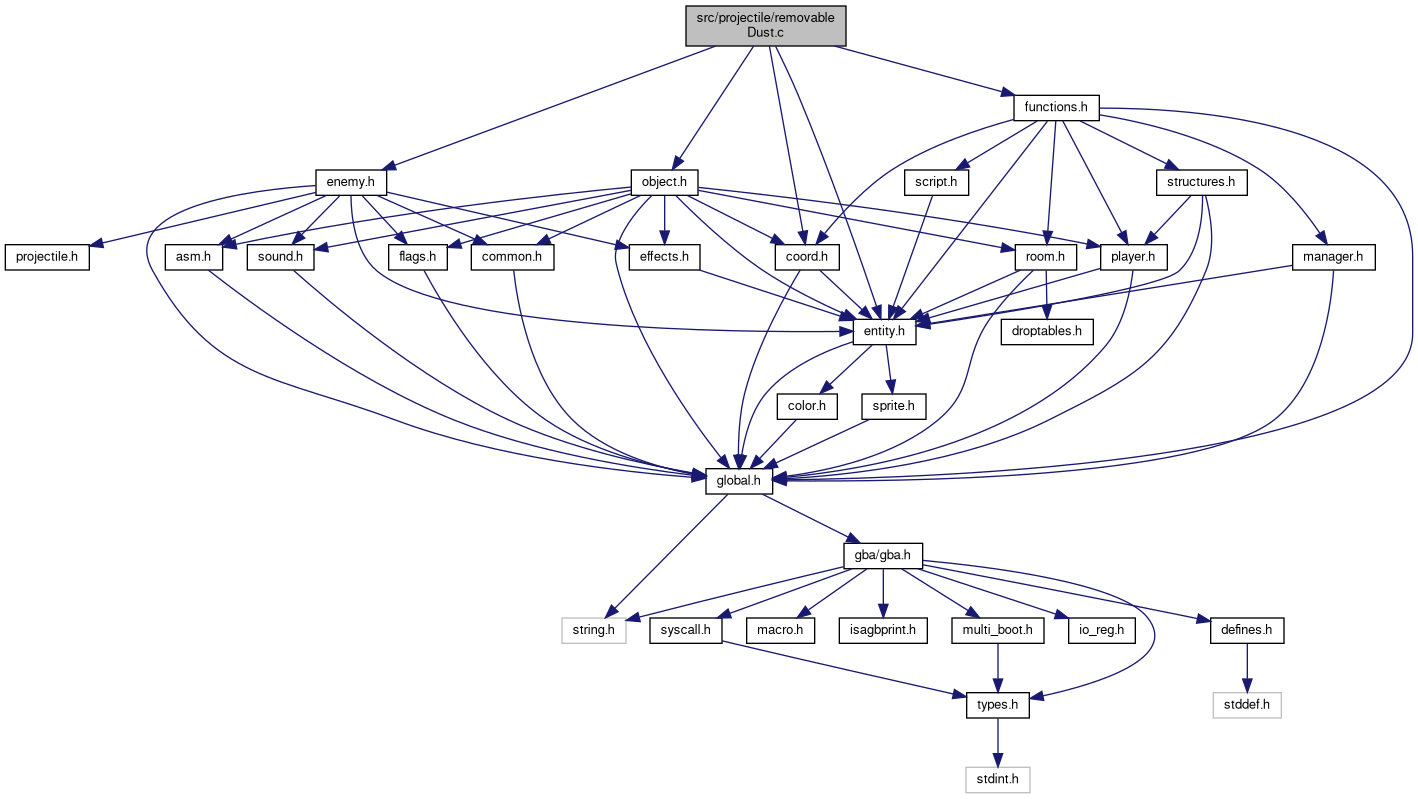 src/projectile/removable
Dust.c
functions.h
enemy.h
object.h
script.h
structures.h
projectile.h
asm.h
sound.h
flags.h
common.h
effects.h
coord.h
room.h
player.h
manager.h
entity.h
droptables.h
color.h
sprite.h
global.h
gba/gba.h
string.h
syscall.h
macro.h
isagbprint.h
multi_boot.h
io_reg.h
defines.h
types.h
stddef.h
stdint.h